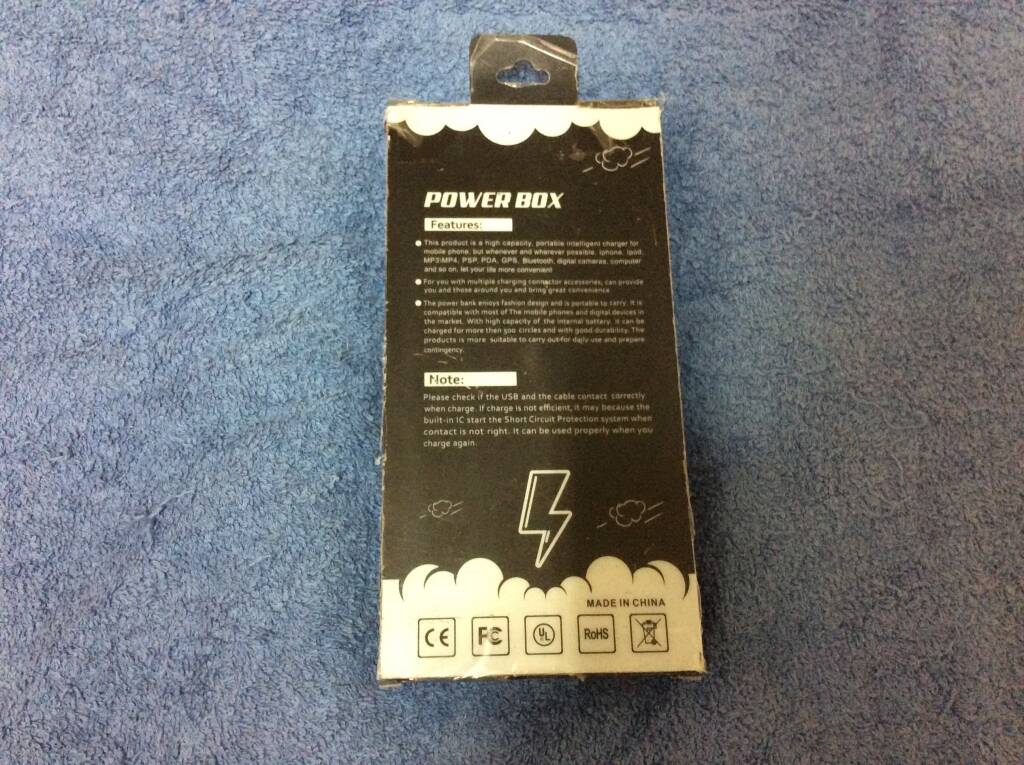 POWER BOX
Features:
This product is a high capacity, portable intelligent charger for
mobile phone, but whenever and wherever possible, iphone, ipod,
MP3\MP4, PSP, PDA, GPS, Bluetooth, digital cameras, computer
and so on, let your life more convenient
For you with multiple charging connector accessories, can provide
you and those around you and bring great convenience
The power bank enjoys fashion design and is portable to carry. It is
compatible with most of The mobile phones and digital devices in
the market. With high capacity of the internal battery. It can be
charged for more then 500 circles and with good durability. The
products is more suitable to carry out for daily use and prepare
contingency.
Note:
Please check if the USB and the cable contact correctly
when charge. If charge is not efficient, it may because the
built-in IC start the Short Circuit Protection system when
contact is not right. It can be used properly when you
charge again.
MADE IN CHINA
CE FC UL RoHS